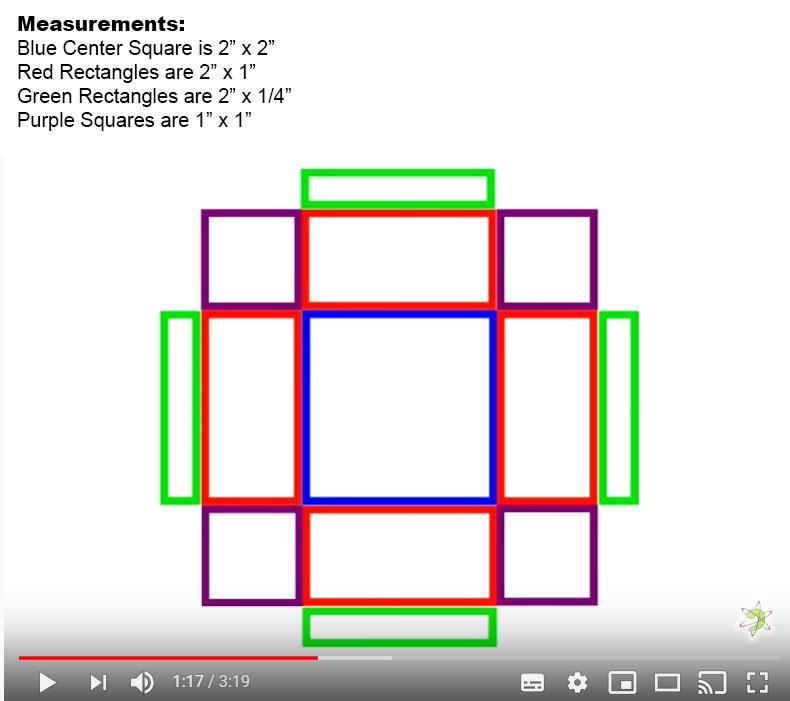 Measurements:
Blue Center Square is 2” x 2”
Red Rectangles are 2” x 1”
Green Rectangles are 2” x 1/4”
Purple Squares are 1” x 1”
1:17 / 3:19